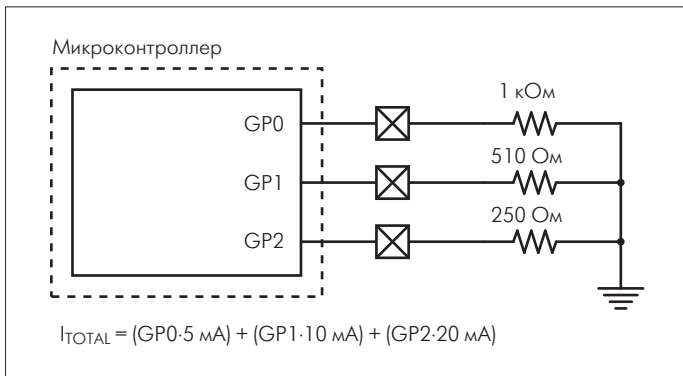 Микроконтроллер
1 кОм
GP0
510 Ом
GP1
250 Ом
GP2
ITOTAL = (GP0·5 мА) + (GP1·10 мА) + (GP2·20 мА)